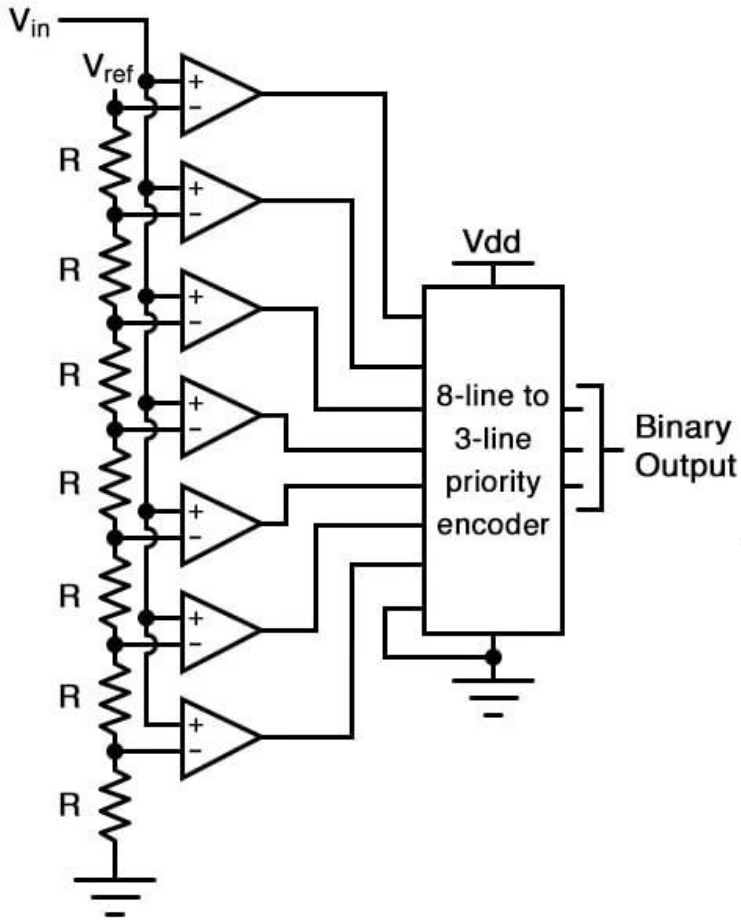 Vin
Vref
+
−
R
+
−
R
+
−
R
+
−
R
+
−
R
+
−
R
+
−
R
Vdd
8-line to
3-line
priority
encoder
Binary
Output